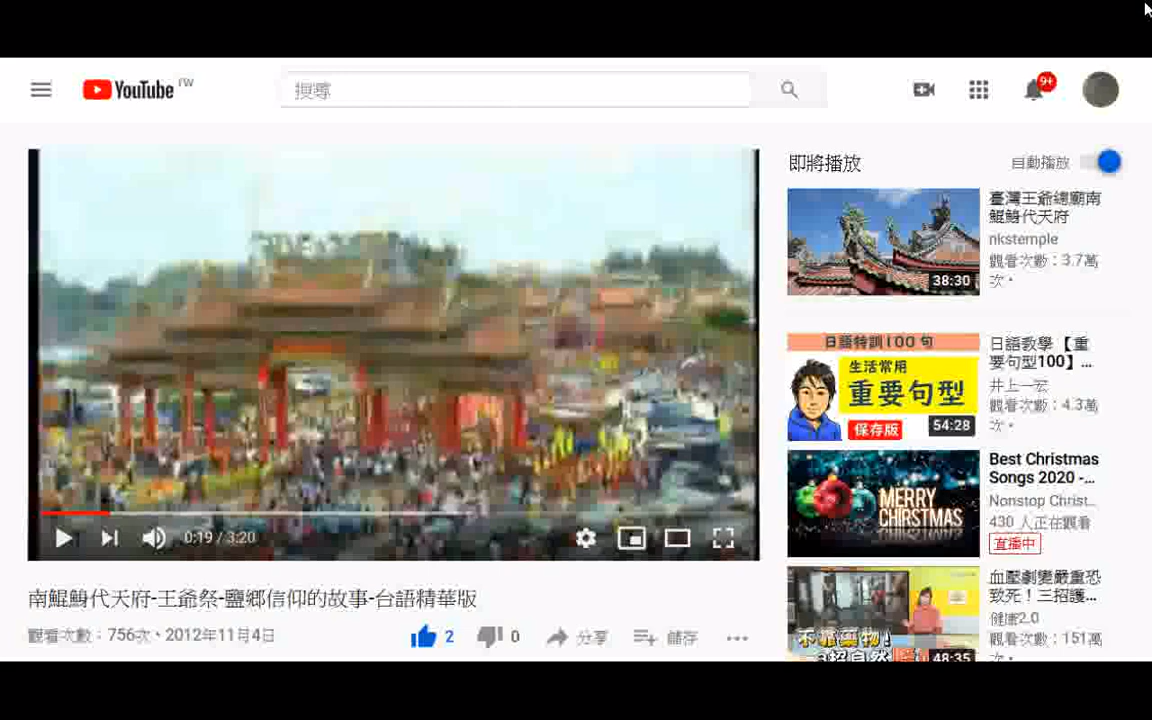 YouTube TW
搜尋
9+
0:19 / 3:20
南鯤鯓代天府-王爺祭-鹽鄉信仰的故事-台語精華版
觀看次數：756次、2012年11月4日
2
0
分享
儲存
即將播放
自動播放
38:30
臺灣王爺總廟南
鯤鯓代天府
nkstemple
觀看次數：3.7萬
次・
日語特訓100句
生活常用
重要句型
保存版
54:28
日語教學【重
要句型100】...
井上一宏
觀看次數：4.3萬
次・
MERRY
CHIRSTMAS
Best Christmas
Songs 2020 -...
Nonstop Christ...
430 人正在觀看
直播中
48:35
血壓劇變嚴重恐
致死！三招護...
健康2.0
觀看次數：151萬
次・